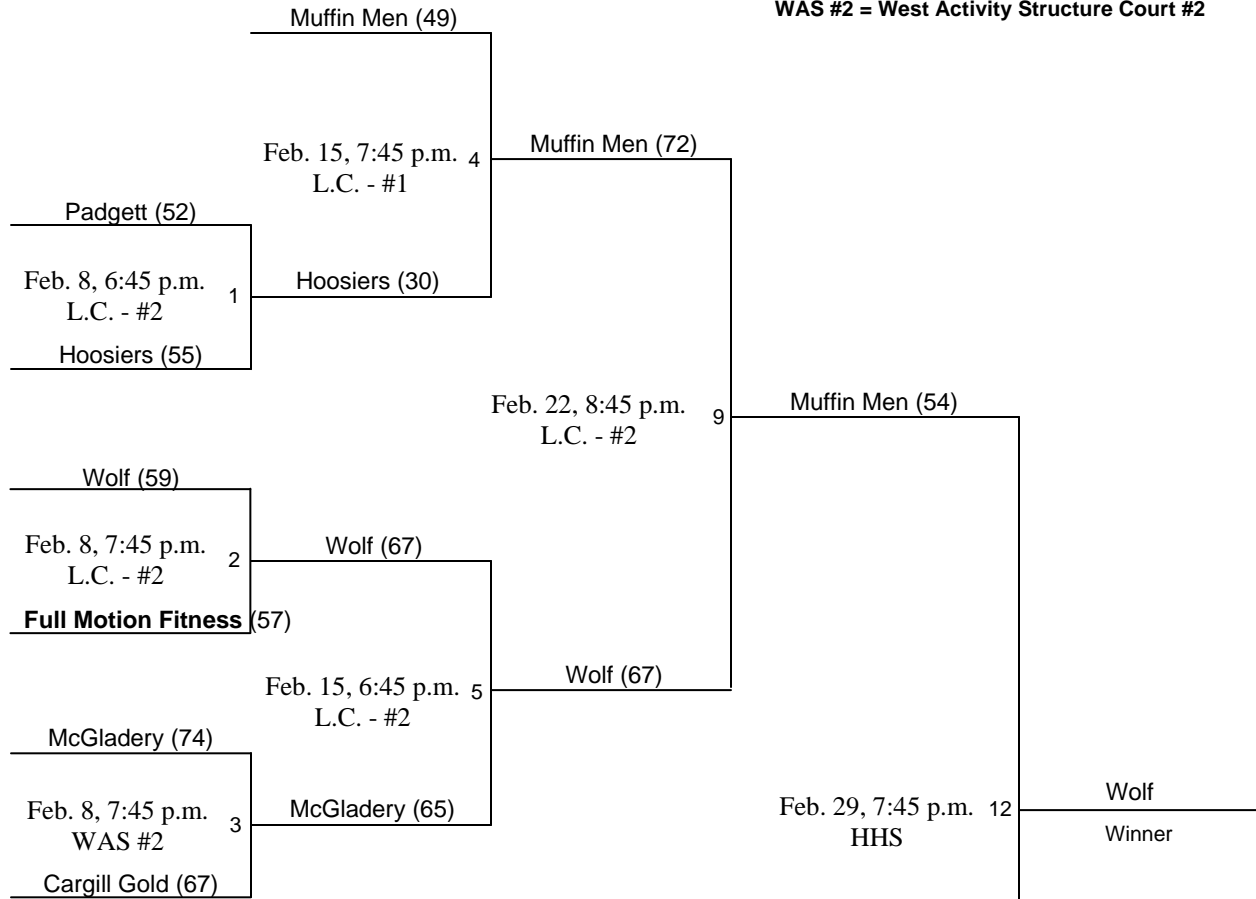 WAS #2 = West Activity Structure Court #2
Muffin Men (49)
Feb. 15, 7:45 p.m. 4
L.C. - #1
Muffin Men (72)
Padgett (52)
Feb. 8, 6:45 p.m.
L.C. - #2
1
Hoosiers (30)
Hoosiers (55)
Feb. 22, 8:45 p.m.
L.C. - #2
9
Muffin Men (54)
Wolf (59)
Feb. 8, 7:45 p.m.
L.C. - #2
2
Wolf (67)
Full Motion Fitness (57)
Feb. 15, 6:45 p.m. 5
L.C. - #2
Wolf (67)
McGladery (74)
Feb. 8, 7:45 p.m.
WAS #2
3
McGladery (65)
Cargill Gold (67)
Feb. 29, 7:45 p.m. 12
HHS
Wolf
Winner